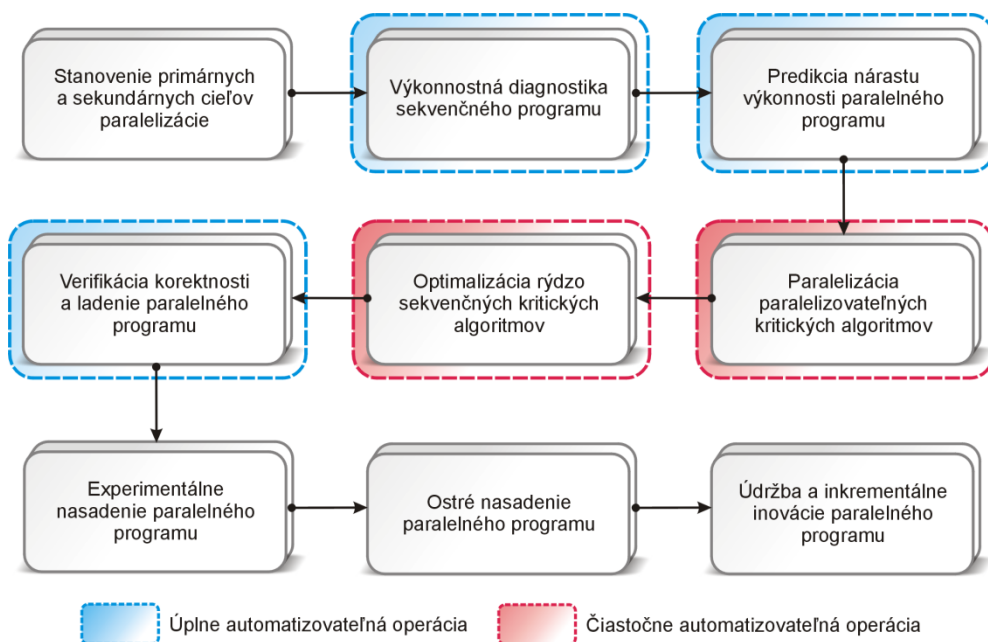 Stanovenie primárnych
a sekundárnych cieľov
paralelizácie
Výkonnostná diagnostika
sekvenčného programu
Predikcia nárastu
výkonnosti paralelného
programu
Verifikácia korektnosti
a ladenie paralelného
programu
Optimalizácia rýdzo
sekvenčných kritických
algoritmov
Paralelizácia
paralelizovateľných
kritických algoritmov
Experimentálne
nasadenie paralelného
programu
Ostré nasadenie
paralelného programu
Údržba a inkrementálne
inovácie paralelného
programu
Úplne automatizovateľná operácia
Čiastočne automatizovateľná operácia